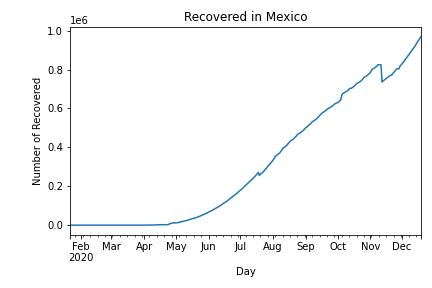 Recovered in Mexico
1e6
1.0
0.8
0.6
0.4
0.2
0.0
Number of Recovered
Feb Mar Apr May Jun Jul Aug Sep Oct Nov Dec
2020
Day